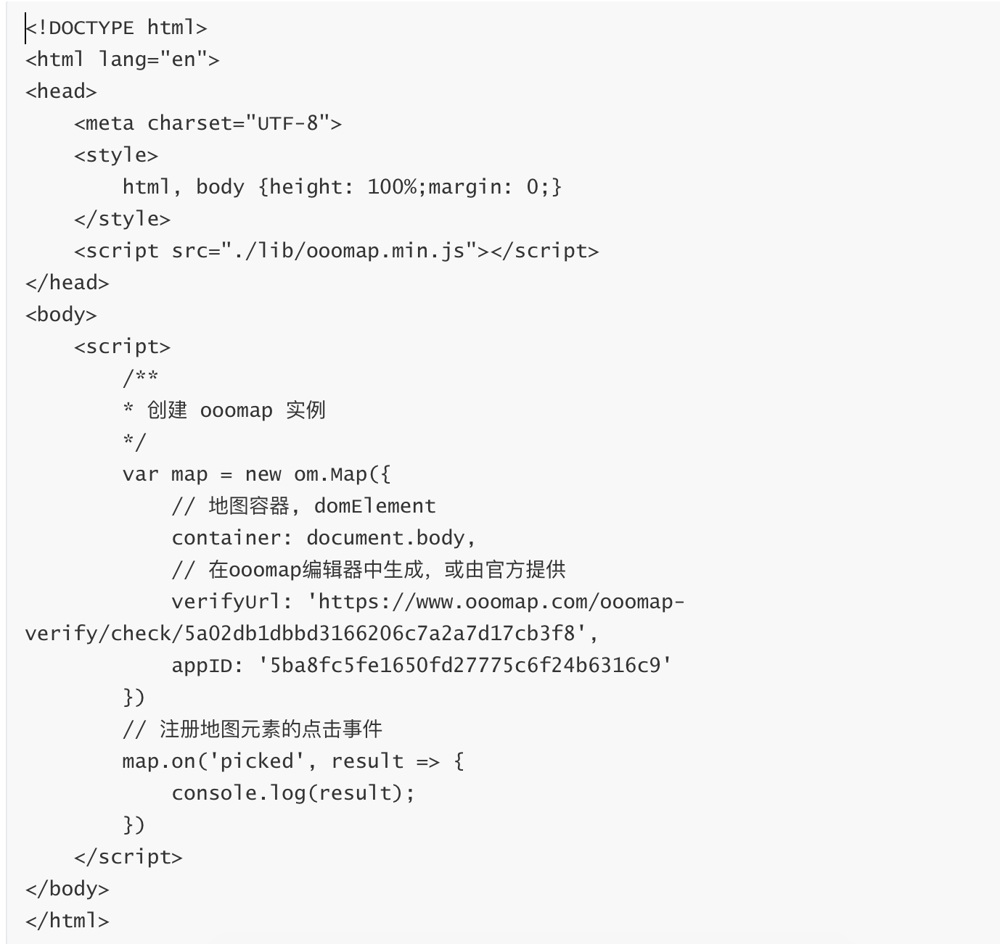 <!DOCTYPE html>
<html lang="en">
<head>
    <meta charset="UTF-8">
    <style>
        html, body {height: 100%;margin: 0;}
    </style>
    <script src="./lib/ooomap.min.js"></script>
</head>
<body>
    <script>
        /**
        * 创建 ooomap 实例
        */
        var map = new om.Map({
            // 地图容器, domElement
            container: document.body,
            // 在ooomap编辑器中生成，或由官方提供
            verifyUrl: 'https://www.ooomap.com/ooomap-
verify/check/5a02db1dbbd3166206c7a2a7d17cb3f8',
            appID: '5ba8fc5fe1650fd27775c6f24b6316c9'
        })
        // 注册地图元素的点击事件
        map.on('picked', result => {
            console.log(result);
        })
    </script>
</body>
</html>